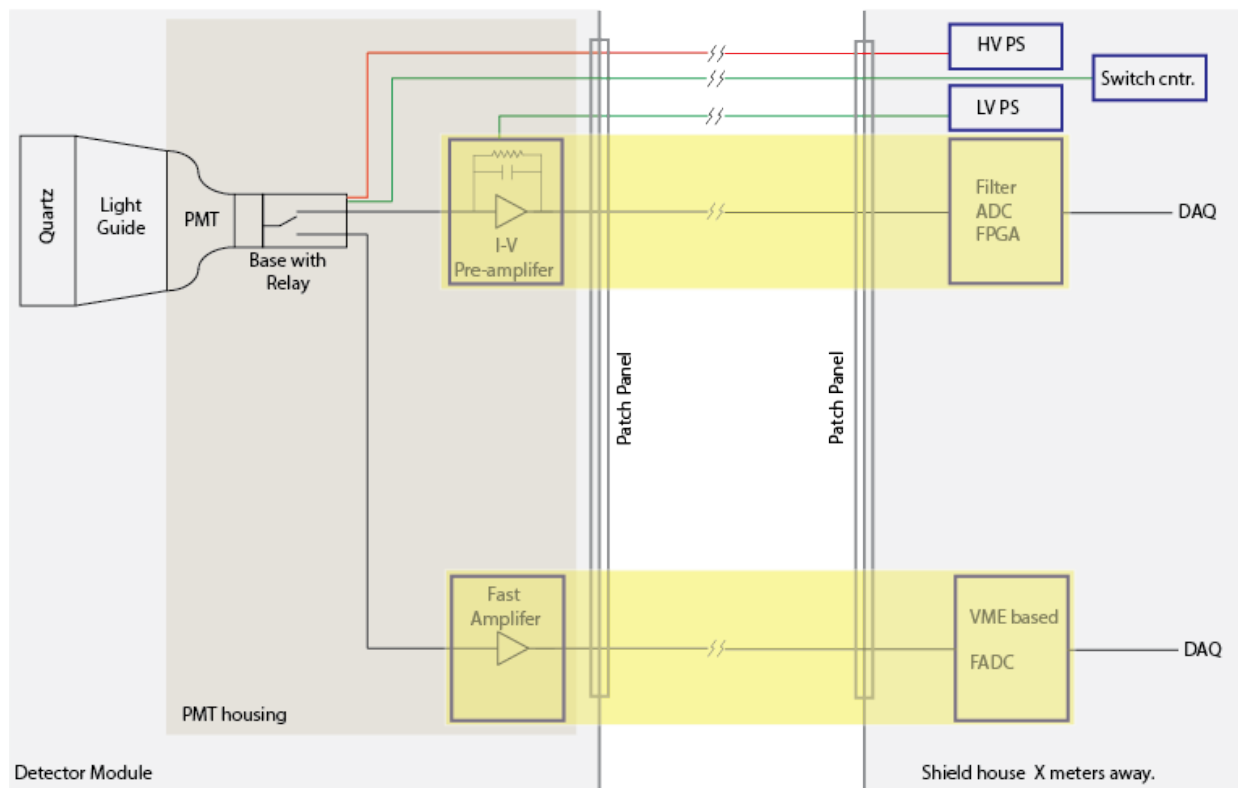 HV PS
Switch cntr.
LV PS
Quartz
Light
Guide
PMT
Base with
Relay
I-V
Pre-amplifer
Filter
ADC
FPGA
DAQ
Patch Panel
Patch Panel
Fast
Amplifer
VME based
FADC
DAQ
PMT housing
Detector Module
Shield house X meters away.